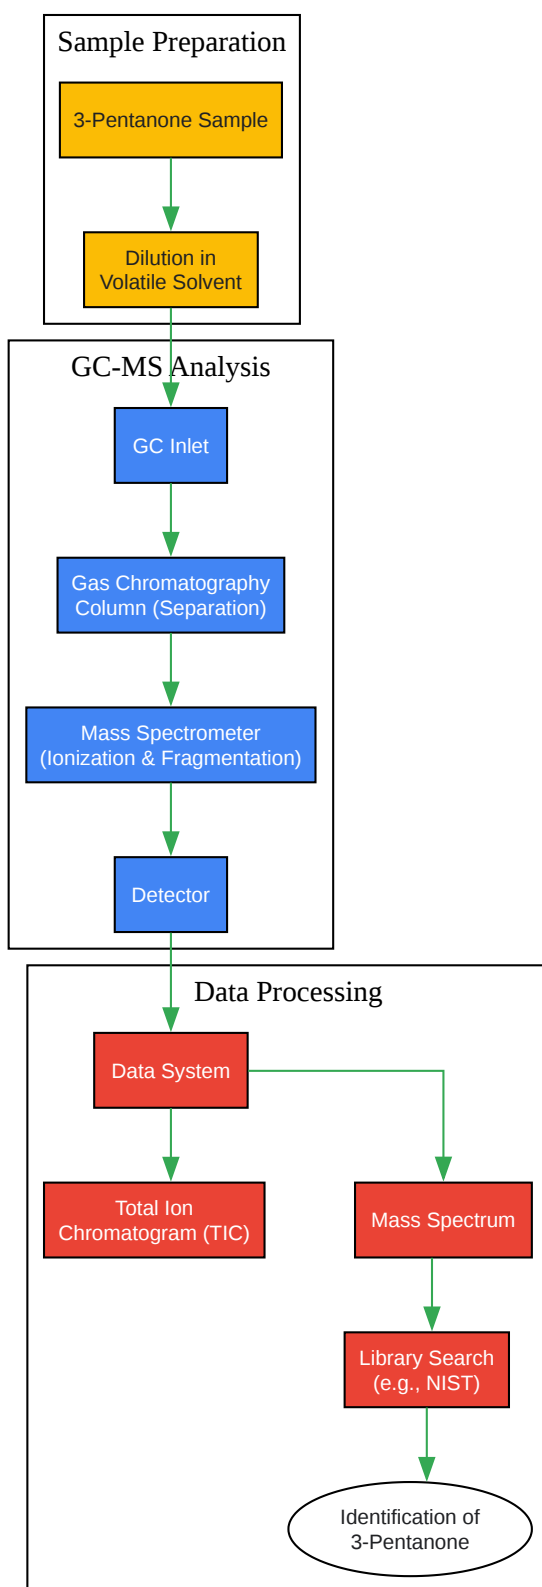 Sample Preparation
3-Pentanone Sample
Dilution in
Volatile Solvent
GC-MS Analysis
GC Inlet
Gas Chromatography
Column (Separation)
Mass Spectrometer
(Ionization & Fragmentation)
Detector
Data Processing
Data System
Total Ion
Chromatogram (TIC)
Mass Spectrum
Library Search
(e.g., NIST)
Identification of
3-Pentanone